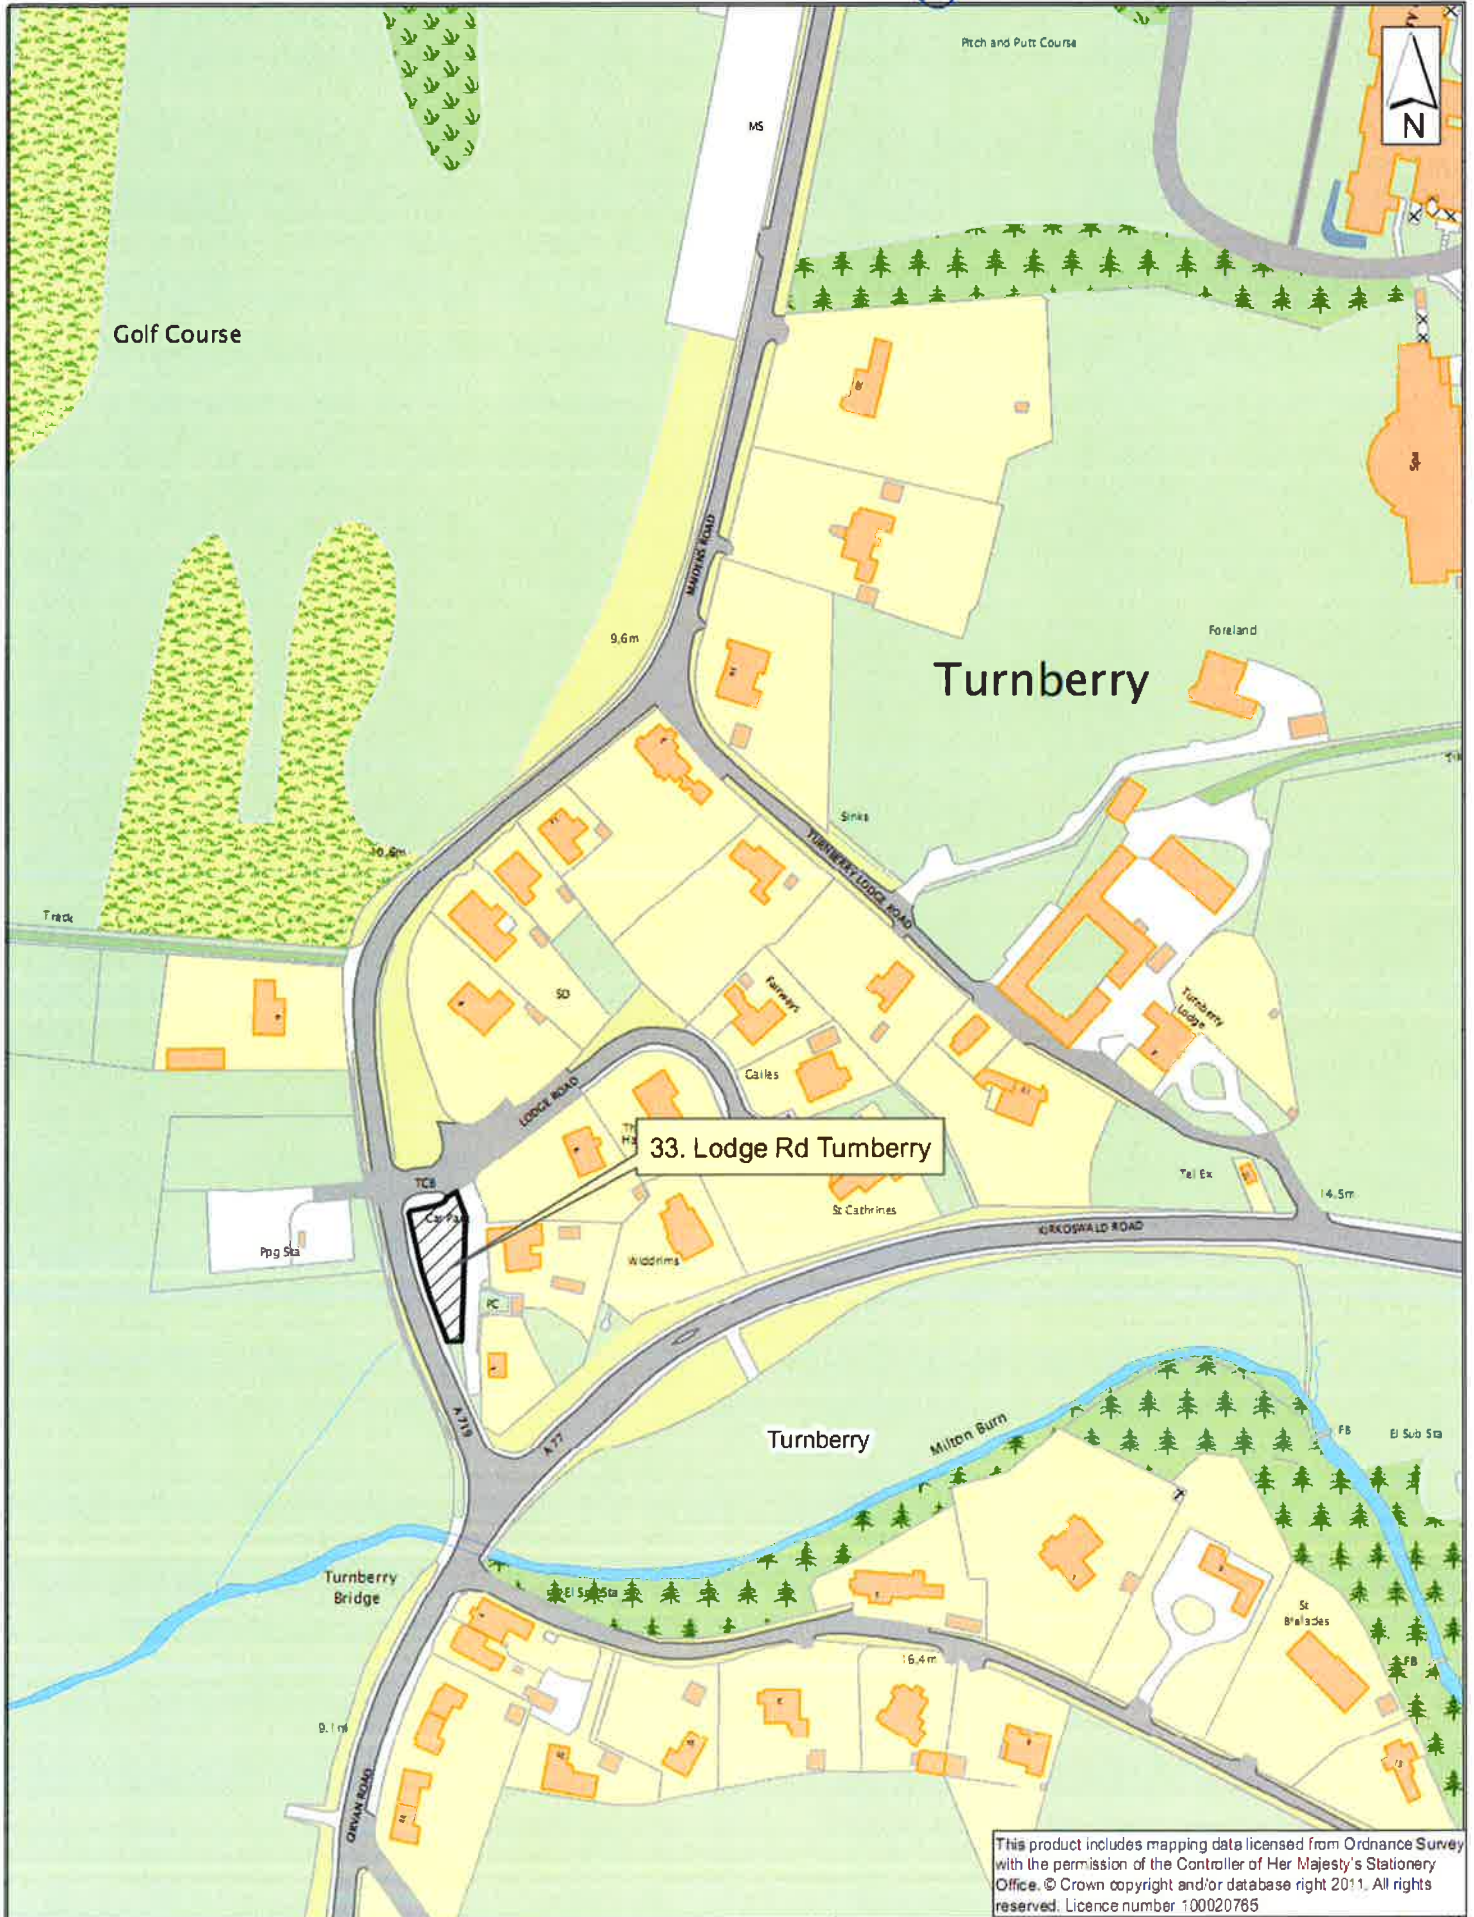 Pitch and Putt Course
N
MS
Golf Course
Spa
MAIDENS ROAD
9.6m
Foreland
Turnberry
Sinks
TURNBERRY LODGE ROAD
10.6m
Track
SD
Fairways
Turnberry
Lodge
Cailes
LODGE ROAD
33. Lodge Rd Turnberry
TCB
Tel Ex
14.5m
St Cathrines
Car Park
KIRKOSWALD ROAD
Ppg Sta
Widdrims
PC
A 719
A 77
Turnberry
Milton Burn
FB
El Sub Sta
Turnberry
Bridge
El Sub Sta
St
FB
16.4m
9.1m
GIRVAN ROAD
13
This product includes mapping data licensed from Ordnance Survey
with the permission of the Controller of Her Majesty's Stationery
Office. © Crown copyright and/or database right 2011. All rights
reserved. Licence number 100020765